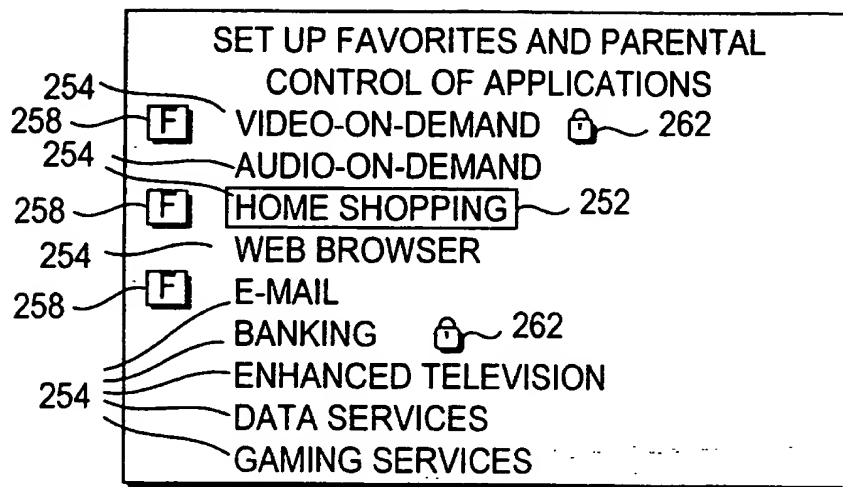 SET UP FAVORITES AND PARENTAL
CONTROL OF APPLICATIONS
254
258 F VIDEO-ON-DEMAND 262
254 AUDIO-ON-DEMAND
258 F HOME SHOPPING 252
254 WEB BROWSER
258 F E-MAIL
BANKING 262
ENHANCED TELEVISION
254 DATA SERVICES
GAMING SERVICES